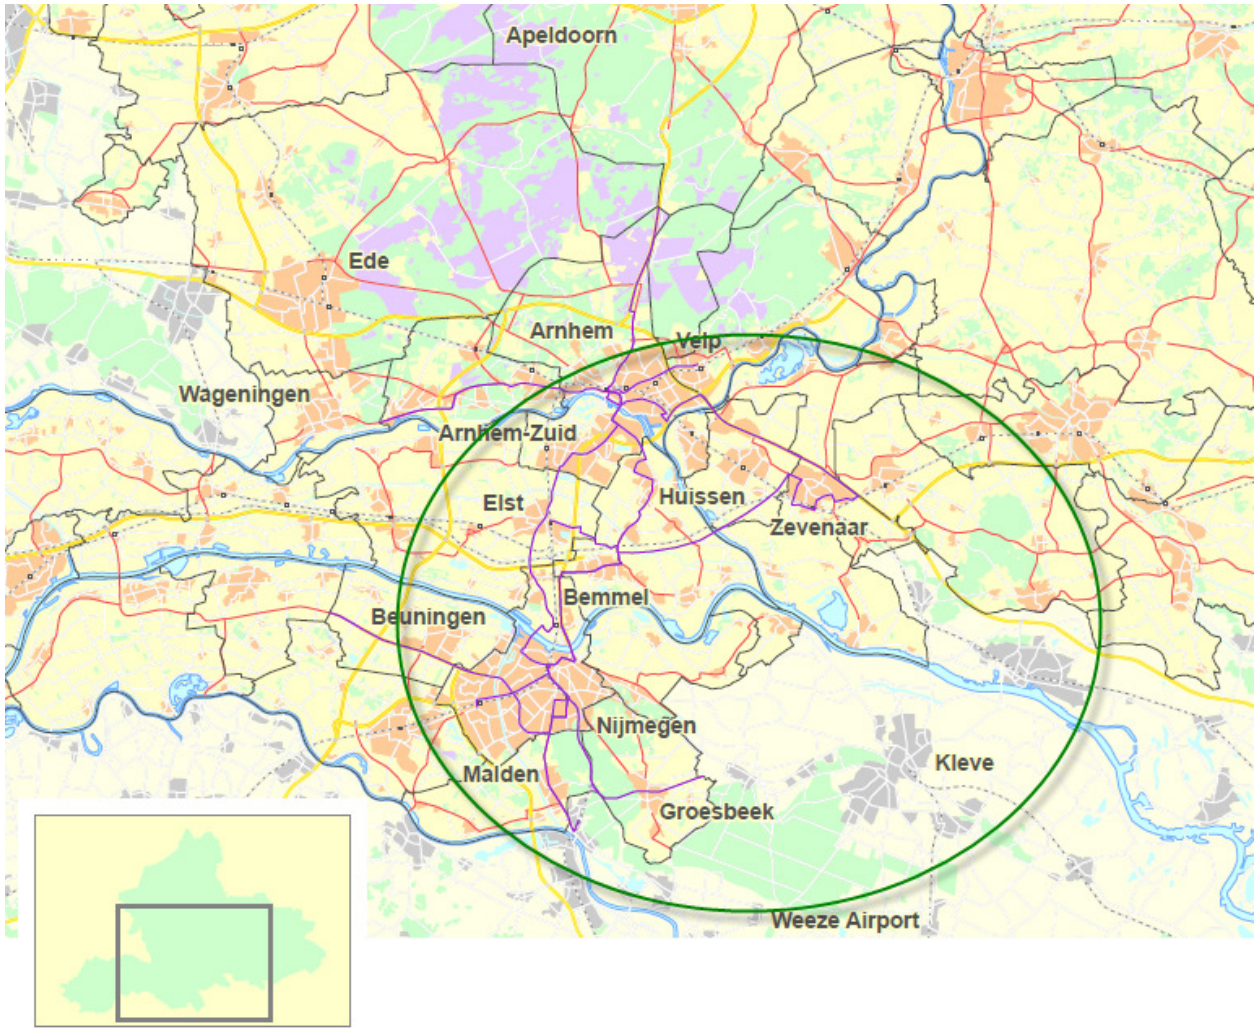 Apeldoorn
Ede
Arnhem
Velp
Wageningen
Arnhem-Zuid
Elst
Huissen
Zevenaar
Bemmel
Beuningen
Nijmegen
Malden
Kleve
Groesbeek
Weeze Airport